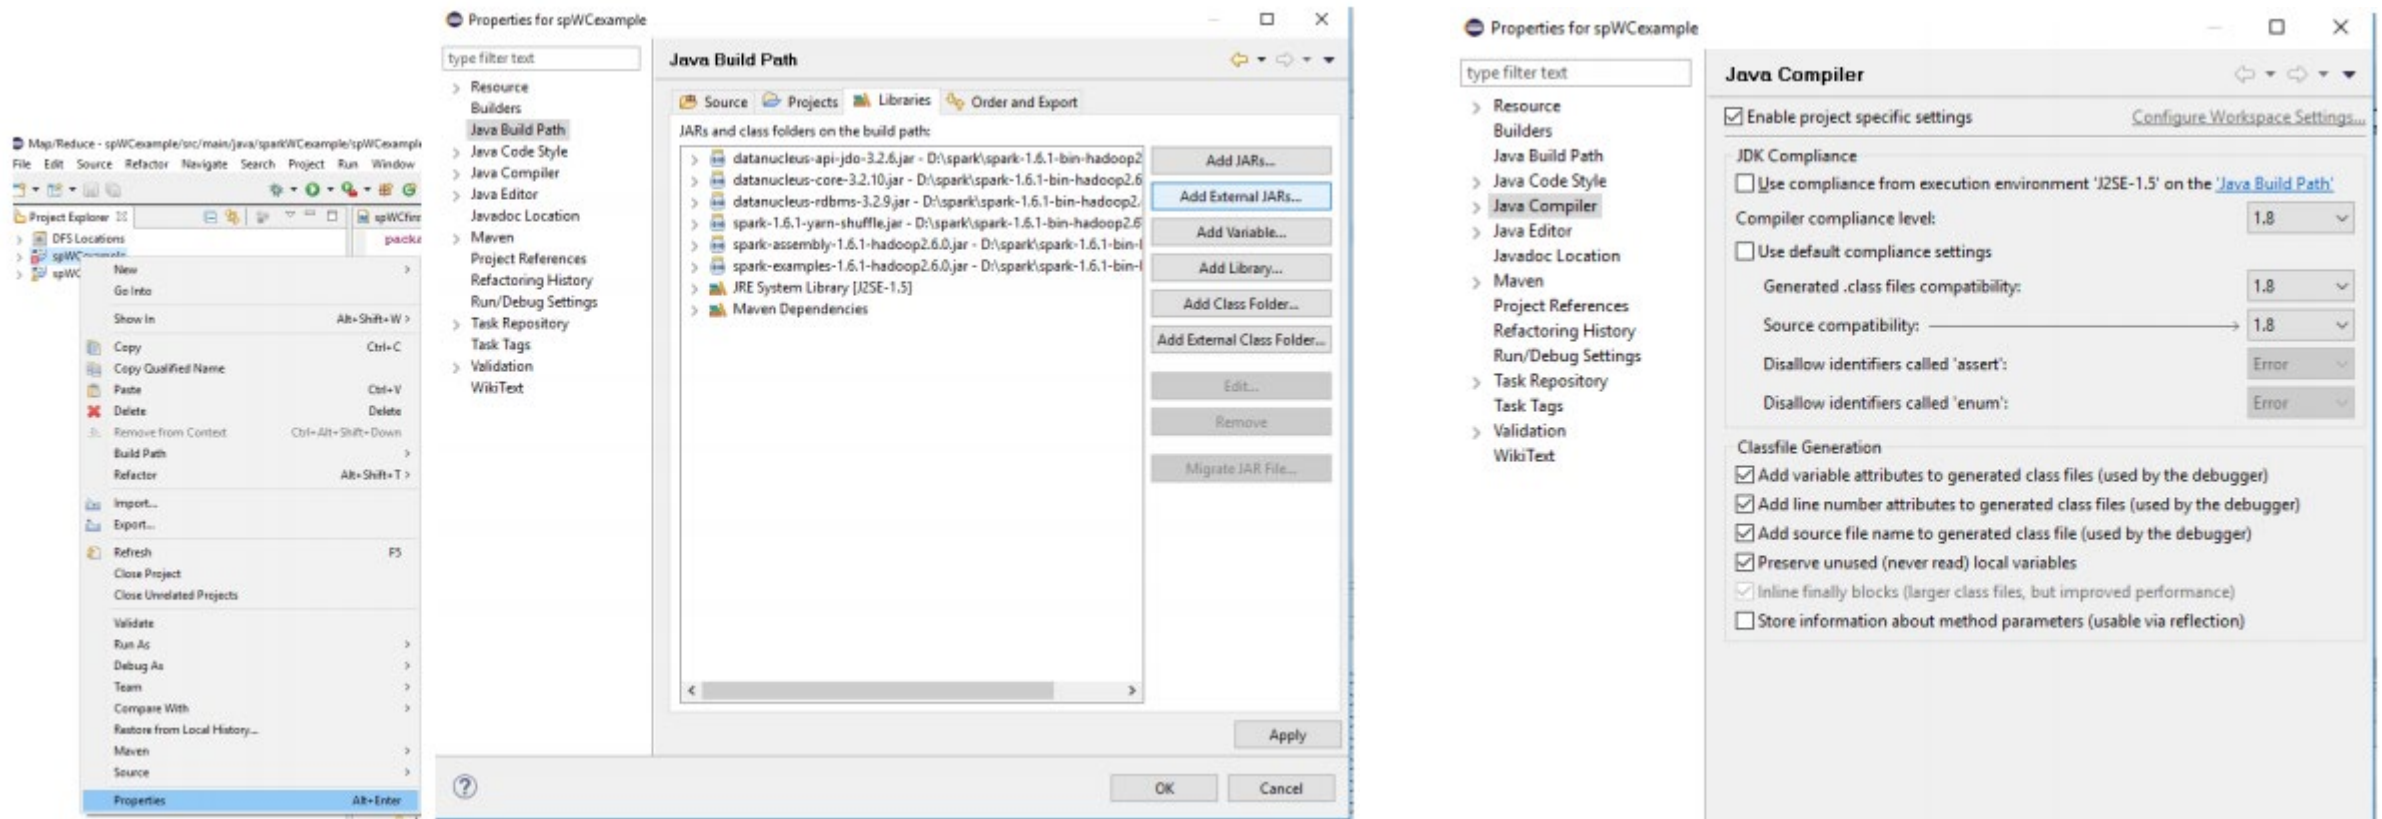 Map/Reduce - spWCexample/src/main/java/sparkWCexample/spWCexample
File Edit Source Refactor Navigate Search Project Run Window
Project Explorer
spWCfirs
DFS Locations
packa
spWCexample
spWC
New
Go Into
Show In Alt+Shift+W >
Copy Ctrl+C
Copy Qualified Name
Paste Ctrl+V
Delete Delete
Remove from Context Ctrl+Alt+Shift+Down
Build Path
Refactor Alt+Shift+T >
Import...
Export...
Refresh F5
Close Project
Close Unrelated Projects
Validate
Run As
Debug As
Team
Compare With
Restore from Local History...
Maven
Source
Properties Alt+Enter
Properties for spWCexample
type filter text
Resource
Builders
Java Build Path
Java Code Style
Java Compiler
Java Editor
Javadoc Location
Maven
Project References
Refactoring History
Run/Debug Settings
Task Repository
Task Tags
Validation
WikiText
Java Build Path
Source Projects Libraries Order and Export
JARs and class folders on the build path:
datanucleus-api-jdo-3.2.6.jar - D:\spark\spark-1.6.1-bin-hadoop2
datanucleus-core-3.2.10.jar - D:\spark\spark-1.6.1-bin-hadoop2.6
datanucleus-rdbms-3.2.9.jar - D:\spark\spark-1.6.1-bin-hadoop2.
spark-1.6.1-yarn-shuffle.jar - D:\spark\spark-1.6.1-bin-hadoop2.6
spark-assembly-1.6.1-hadoop2.6.0.jar - D:\spark\spark-1.6.1-bin-l
spark-examples-1.6.1-hadoop2.6.0.jar - D:\spark\spark-1.6.1-bin-l
JRE System Library [J2SE-1.5]
Maven Dependencies
Add JARs...
Add External JARs...
Add Variable...
Add Library...
Add Class Folder...
Add External Class Folder...
Edit...
Remove
Migrate JAR File...
Apply
OK Cancel
Properties for spWCexample
type filter text
Resource
Builders
Java Build Path
Java Code Style
Java Compiler
Java Editor
Javadoc Location
Maven
Project References
Refactoring History
Run/Debug Settings
Task Repository
Task Tags
Validation
WikiText
Java Compiler
Enable project specific settings Configure Workspace Settings...
JDK Compliance
Use compliance from execution environment 'J2SE-1.5' on the 'Java Build Path'
Compiler compliance level: 1.8
Use default compliance settings
Generated .class files compatibility: 1.8
Source compatibility: 1.8
Disallow identifiers called 'assert': Error
Disallow identifiers called 'enum': Error
Classfile Generation
Add variable attributes to generated class files (used by the debugger)
Add line number attributes to generated class files (used by the debugger)
Add source file name to generated class file (used by the debugger)
Preserve unused (never read) local variables
Inline finally blocks (larger class files, but improved performance)
Store information about method parameters (usable via reflection)